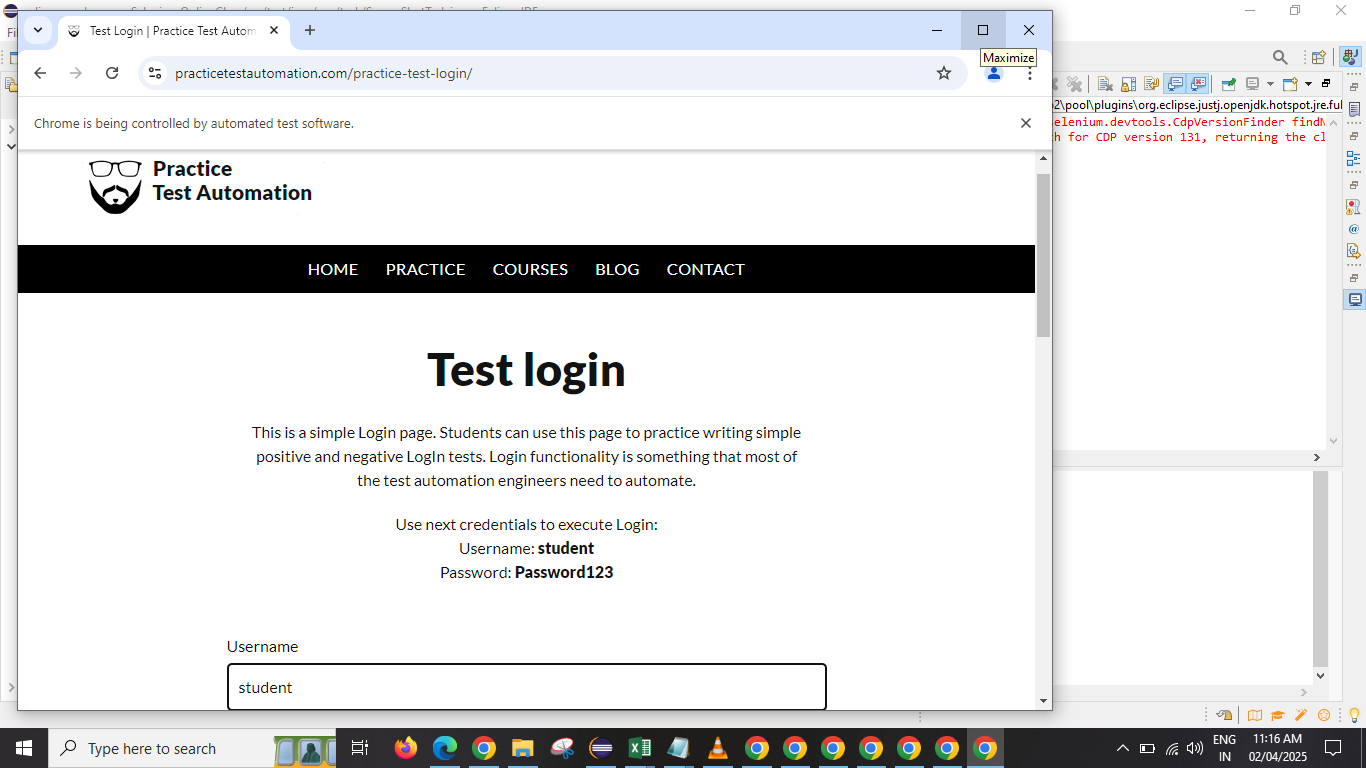 Test Login | Practice Test Autom
Maximize
practicetestautomation.com/practice-test-login/
Chrome is being controlled by automated test software.
Practice
Test Automation
HOME PRACTICE COURSES BLOG CONTACT
Test login
This is a simple Login page. Students can use this page to practice writing simple
positive and negative LogIn tests. Login functionality is something that most of
the test automation engineers need to automate.
Use next credentials to execute Login:
Username: student
Password: Password123
Username
student
2\pool\plugins\org.eclipse.justj.openjdk.hotspot.jre.ful
selenium.devtools.CdpVersionFinder findN
h for CDP version 131, returning the cl
Type here to search
ENG
IN
11:16 AM
02/04/2025